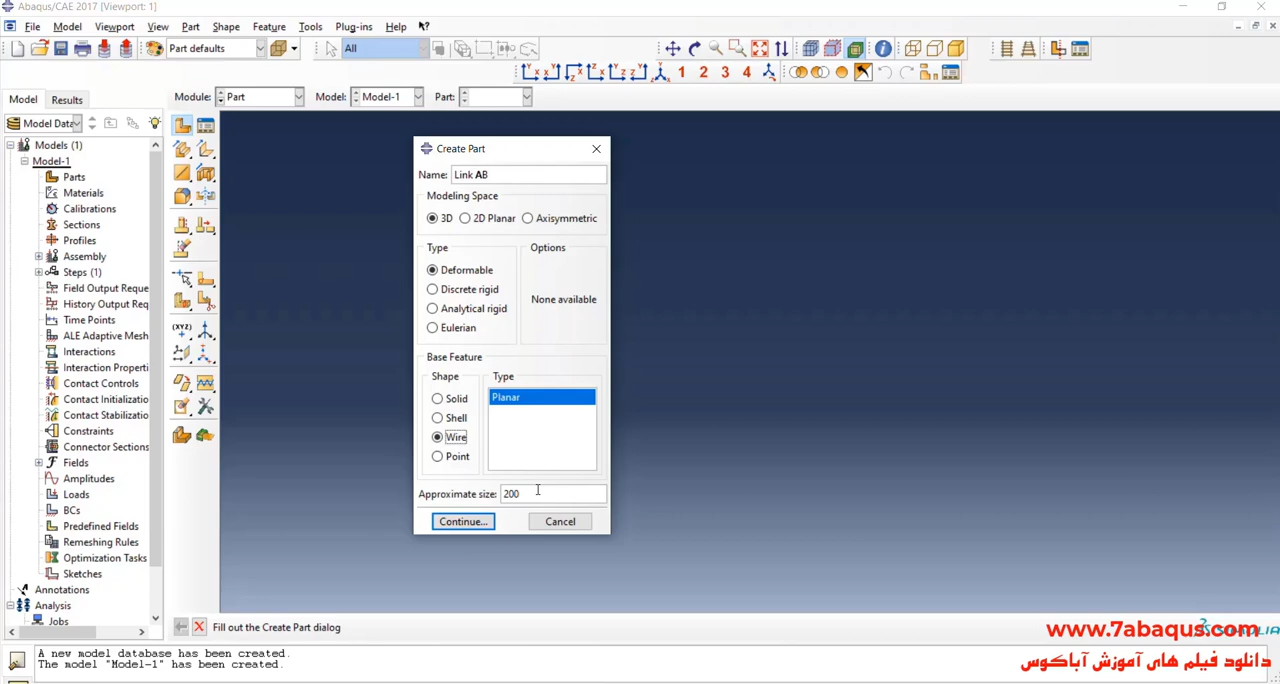 Abaqus/CAE 2017 [Viewport: 1]
File Model Viewport View Part Shape Feature Tools Plug-ins Help
Part defaults All
1 2 3 4
Model Results Module: Part Model: Model-1 Part:
Model Data
Models (1)
Model-1
Parts
Materials
Calibrations
Sections
Profiles
Assembly
Steps (1)
Field Output Reque
History Output Req
Time Points
ALE Adaptive Mesh
Interactions
Interaction Properti
Contact Controls
Contact Initializatio
Contact Stabilizatio
Constraints
Connector Sections
Fields
Amplitudes
Loads
BCs
Predefined Fields
Remeshing Rules
Optimization Tasks
Sketches
Annotations
Analysis
Jobs
(XYZ)
Create Part
Name: Link AB
Modeling Space
3D 2D Planar Axisymmetric
Type Options
Deformable
Discrete rigid
Analytical rigid
Eulerian
None available
Base Feature
Shape Type
Solid
Shell
Wire
Point
Planar
Approximate size: 200
Continue... Cancel
Fill out the Create Part dialog
www.7abaqus.com
دانلود فیلم های آموزش آباکوس
A new model database has been created.
The model "Model-1" has been created.